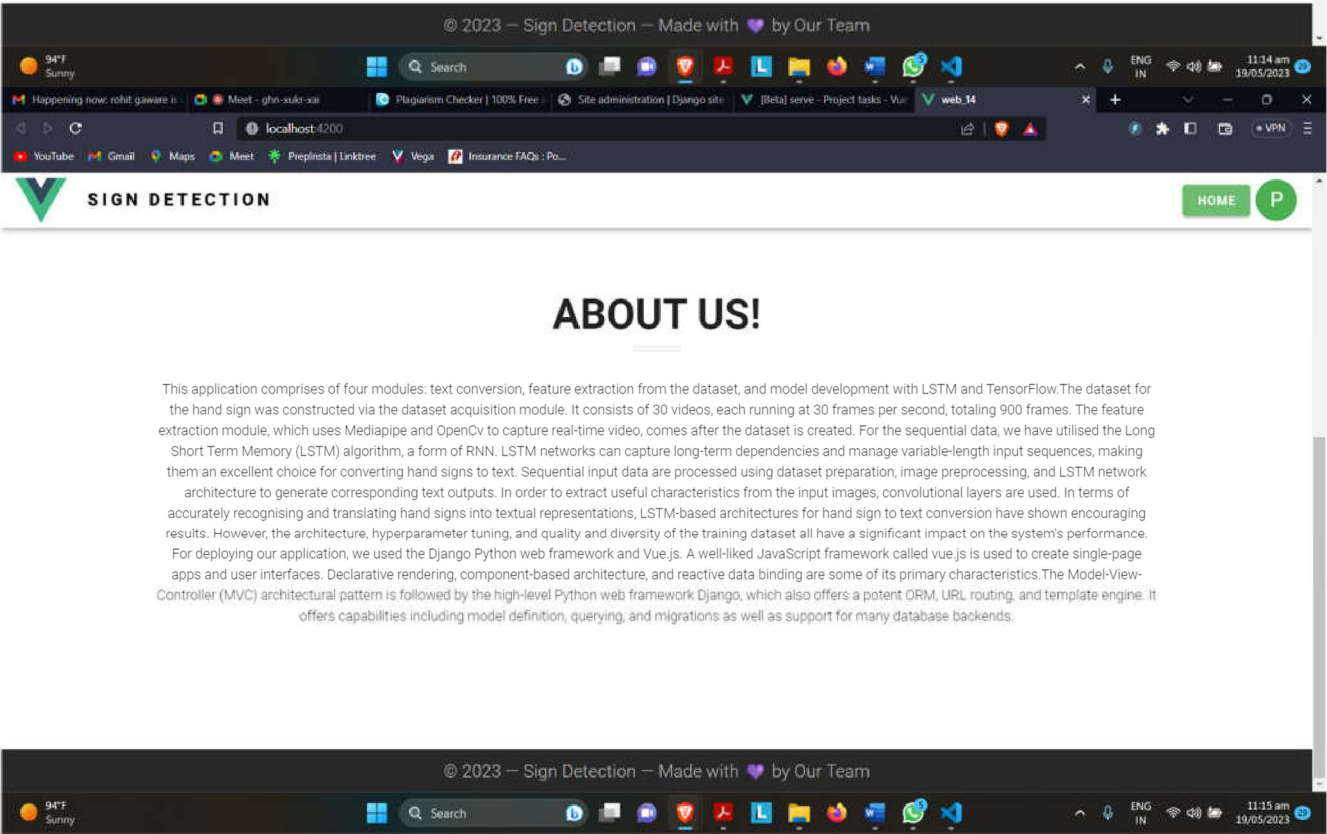 © 2023 — Sign Detection — Made with 💜 by Our Team
94°F
Sunny
Search
ENG
IN
11:14 am
19/05/2023
Happening now: rohit gaware is
Meet - ghn-xukr-xai
Plagiarism Checker | 100% Free
Site administration | Django site
[Beta] serve - Project tasks - Vue
web_14
localhost:4200
VPN
YouTube
Gmail
Maps
Meet
PrepInsta | Linktree
Vega
Insurance FAQs : Po...
SIGN DETECTION
HOME
P
ABOUT US!
This application comprises of four modules: text conversion, feature extraction from the dataset, and model development with LSTM and TensorFlow.The dataset for
the hand sign was constructed via the dataset acquisition module. It consists of 30 videos, each running at 30 frames per second, totaling 900 frames. The feature
extraction module, which uses Mediapipe and OpenCv to capture real-time video, comes after the dataset is created. For the sequential data, we have utilised the Long
Short Term Memory (LSTM) algorithm, a form of RNN. LSTM networks can capture long-term dependencies and manage variable-length input sequences, making
them an excellent choice for converting hand signs to text. Sequential input data are processed using dataset preparation, image preprocessing, and LSTM network
architecture to generate corresponding text outputs. In order to extract useful characteristics from the input images, convolutional layers are used. In terms of
accurately recognising and translating hand signs into textual representations, LSTM-based architectures for hand sign to text conversion have shown encouraging
results. However, the architecture, hyperparameter tuning, and quality and diversity of the training dataset all have a significant impact on the system's performance.
For deploying our application, we used the Django Python web framework and Vue.js. A well-liked JavaScript framework called vue.js is used to create single-page
apps and user interfaces. Declarative rendering, component-based architecture, and reactive data binding are some of its primary characteristics.The Model-View-
Controller (MVC) architectural pattern is followed by the high-level Python web framework Django, which also offers a potent ORM, URL routing, and template engine. It
offers capabilities including model definition, querying, and migrations as well as support for many database backends.
© 2023 — Sign Detection — Made with 💜 by Our Team
94°F
Sunny
Search
ENG
IN
11:15 am
19/05/2023